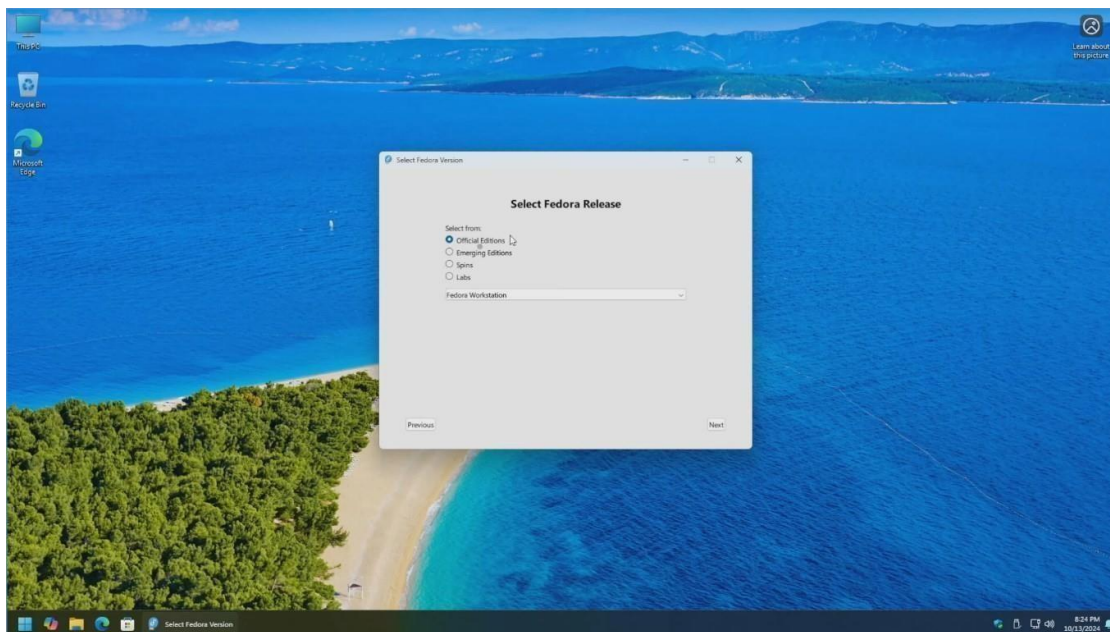 This PC
Recycle Bin
Microsoft
Edge
Learn about
this picture
Select Fedora Version
Select Fedora Release
Select from:
Official Editions
Emerging Editions
Spins
Labs
Fedora Workstation
Previous
Next
Select Fedora Version
8:24 PM
10/13/2024